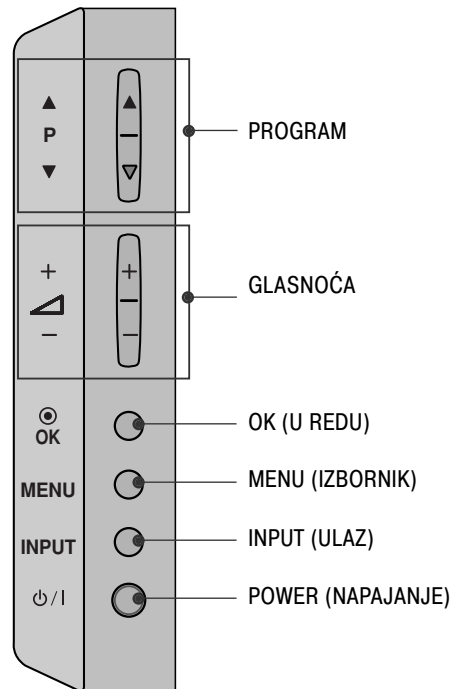 P
PROGRAM
+ +
GLASNOĆA
− −
OK
OK (U REDU)
MENU
MENU (IZBORNIK)
INPUT
INPUT (ULAZ)
⏻/I
POWER (NAPAJANJE)